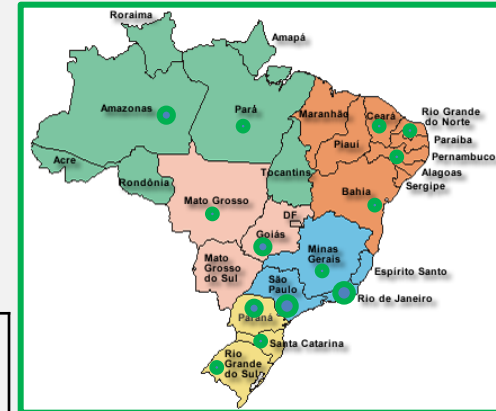 Roraima
Amapá
Amazonas
Pará
Maranhão
Ceará
Rio Grande
do Norte
Piauí
Paraíba
Pernambuco
Acre
Tocantins
Alagoas
Rondônia
Sergipe
Bahia
Mato Grosso
DF
Goiás
Minas
Gerais
Mato
Grosso
do Sul
Espírito Santo
São
Paulo
Rio de Janeiro
Paraná
Santa Catarina
Rio
Grande
do Sul